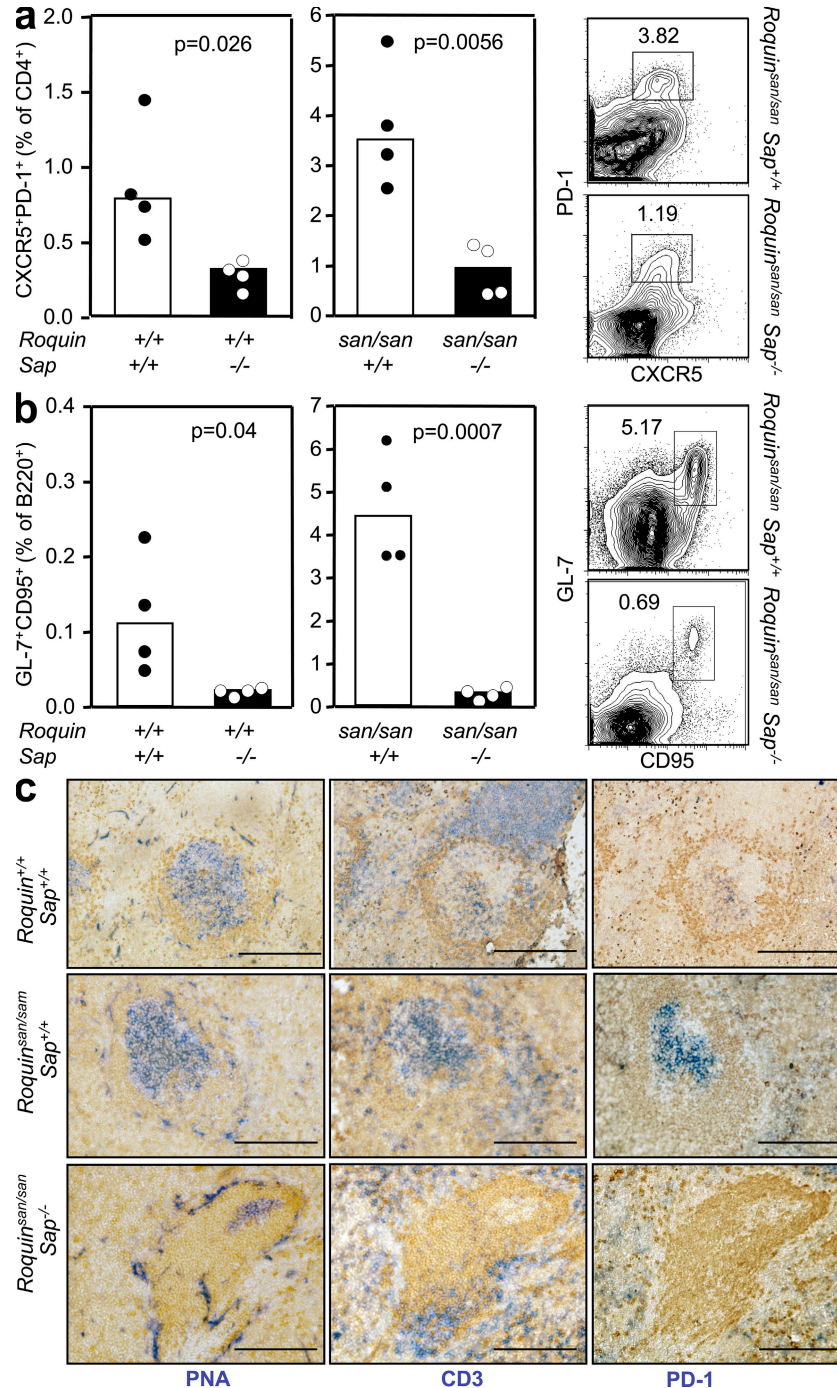 a
CXCR5+PD-1+ (% of CD4+)
2.0
1.5
1.0
0.5
0.0
p=0.026
6
5
4
3
2
1
0
p=0.0056
Roquin +/+ +/+ san/san san/san
Sap +/+ -/- +/+ -/-
PD-1
3.82
Roquinsan/san Sap+/+
1.19
Roquinsan/san Sap-/-
CXCR5
b
GL-7+CD95+ (% of B220+)
0.4
0.3
0.2
0.1
0.0
p=0.04
7
6
5
4
3
2
1
0
p=0.0007
Roquin +/+ +/+ san/san san/san
Sap +/+ -/- +/+ -/-
GL-7
5.17
Roquinsan/san Sap+/+
0.69
Roquinsan/san Sap-/-
CD95
c
Roquin+/+
Sap+/+
Roquinsan/sam
Sap+/+
Roquinsan/san
Sap-/-
PNA CD3 PD-1